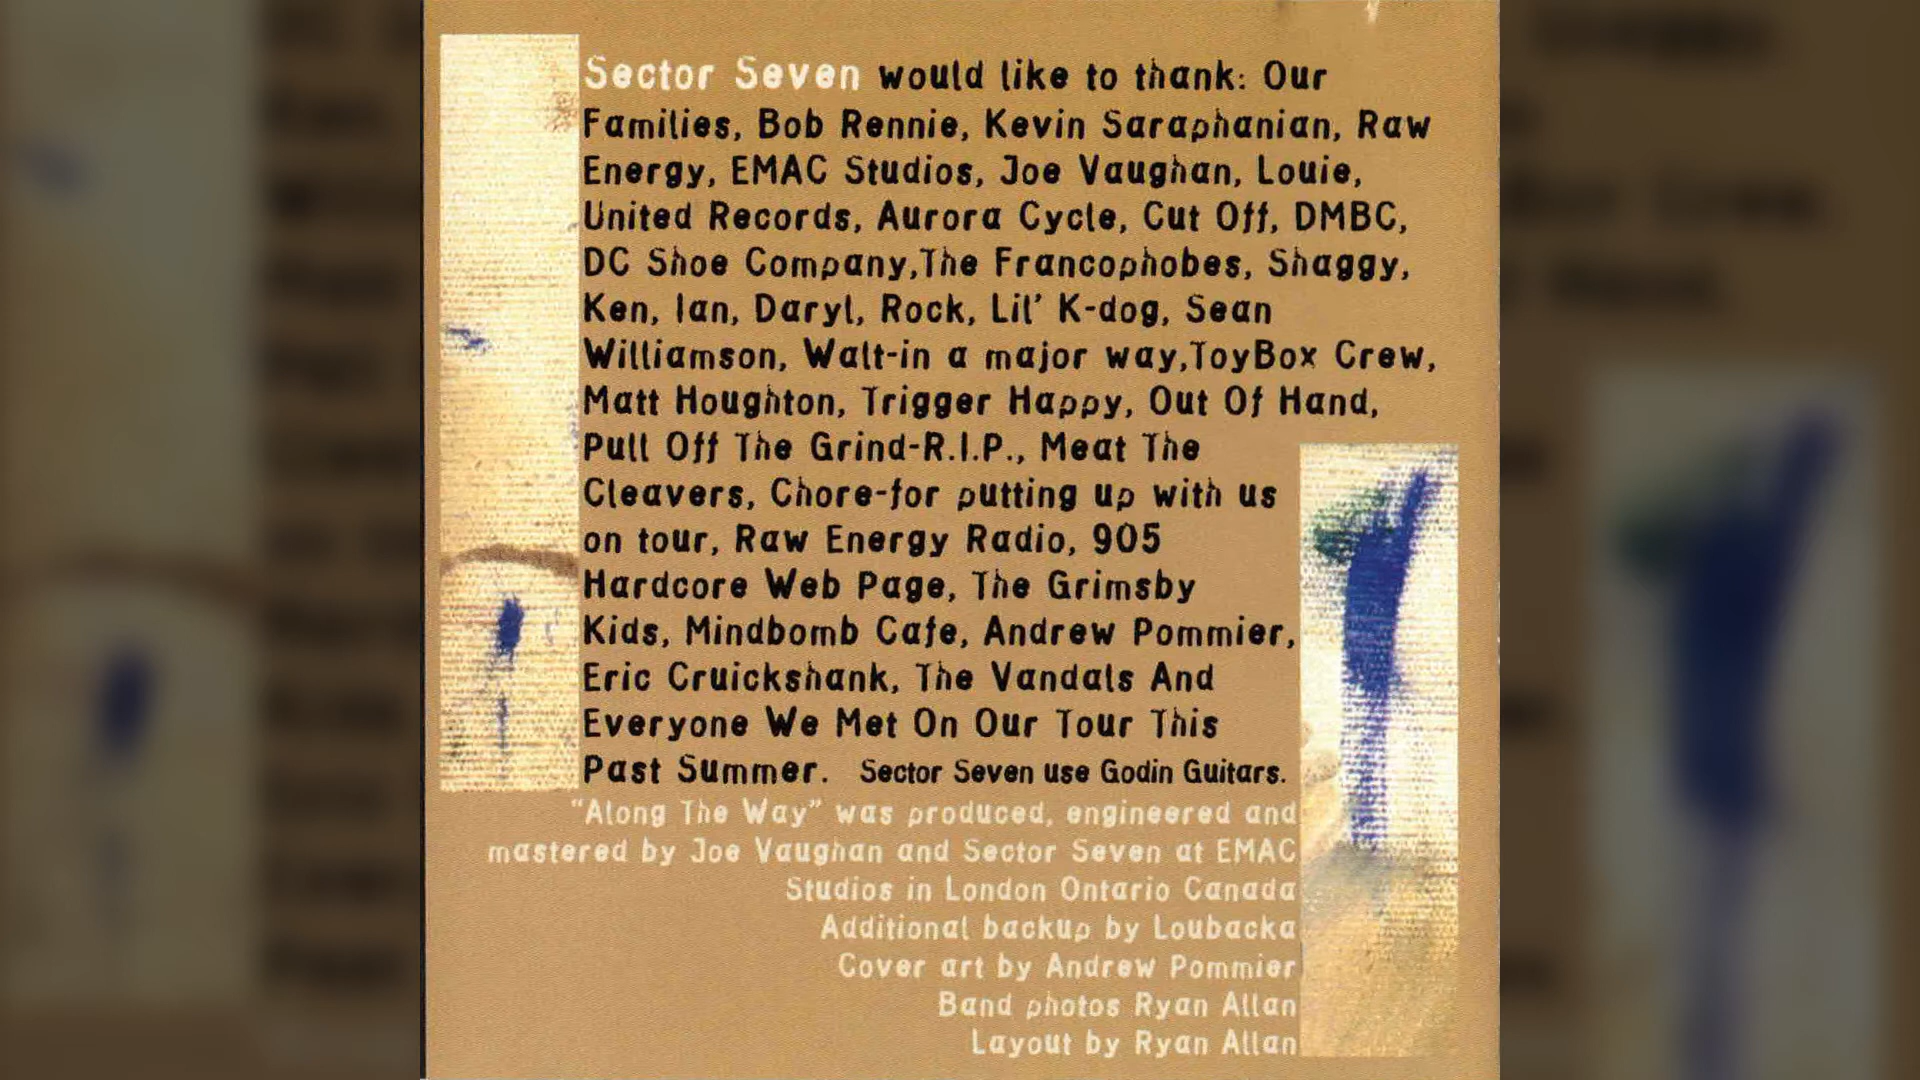 Sector Seven would like to thank: Our
Families, Bob Rennie, Kevin Saraphanian, Raw
Energy, EMAC Studios, Joe Vaughan, Louie,
United Records, Aurora Cycle, Cut Off, DMBC,
DC Shoe Company,The Francophobes, Shaggy,
Ken, Ian, Daryl, Rock, Lil' K-dog, Sean
Williamson, Walt-in a major way,ToyBox Crew,
Matt Houghton, Trigger Happy, Out Of Hand,
Pull Off The Grind-R.I.P., Meat The
Cleavers, Chore-for putting up with us
on tour, Raw Energy Radio, 905
Hardcore Web Page, The Grimsby
Kids, Mindbomb Cafe, Andrew Pommier,
Eric Cruickshank, The Vandals And
Everyone We Met On Our Tour This
Past Summer. Sector Seven use Godin Guitars.
"Along The Way" was produced, engineered and
mastered by Joe Vaughan and Sector Seven at EMAC
Studios in London Ontario Canada
Additional backup by Loubacka
Cover art by Andrew Pommier
Band photos Ryan Allan
Layout by Ryan Allan